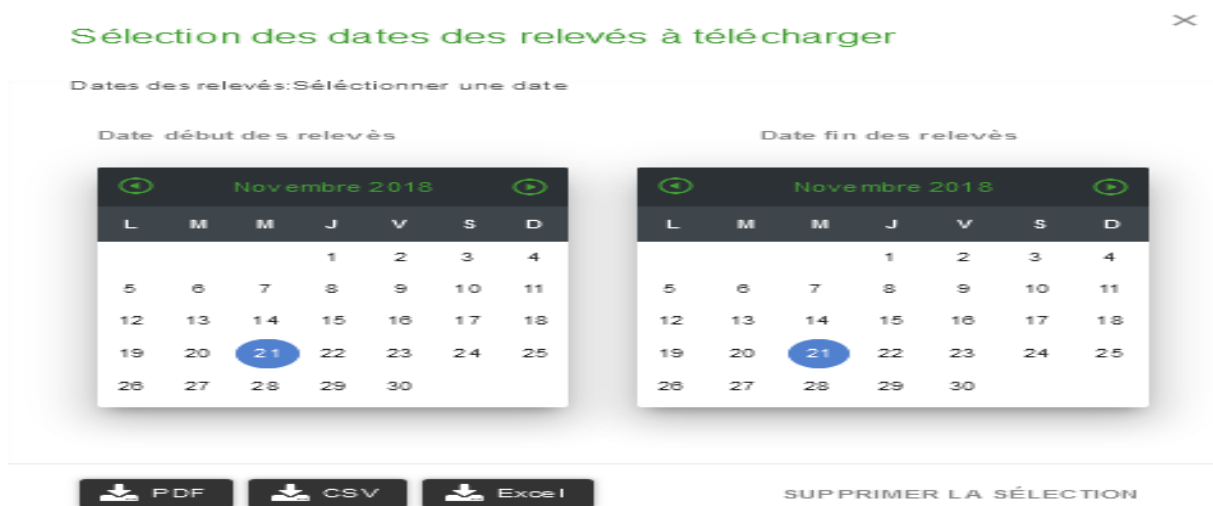 Sélection des dates des relevés à télécharger
Dates des relevés:Séléctionner une date
Date début des relevès
Date fin des relevès
Novembre 2018
L M M J V S D
1 2 3 4
5 6 7 8 9 10 11
12 13 14 15 16 17 18
19 20 21 22 23 24 25
26 27 28 29 30
Novembre 2018
L M M J V S D
1 2 3 4
5 6 7 8 9 10 11
12 13 14 15 16 17 18
19 20 21 22 23 24 25
26 27 28 29 30
PDF CSV Excel SUPPRIMER LA SÉLECTION